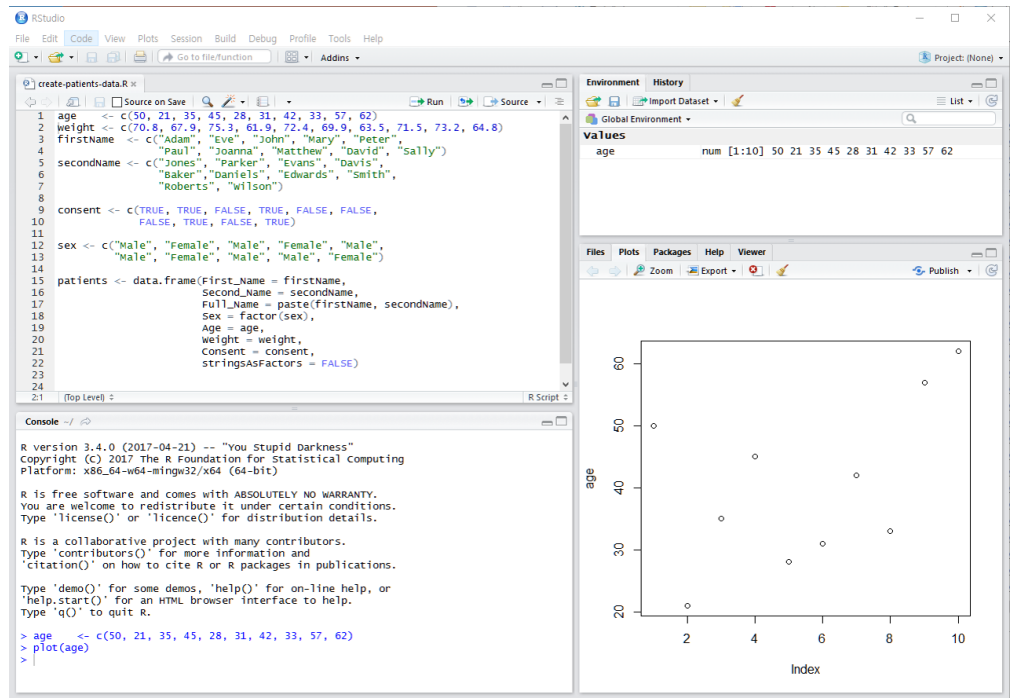 RStudio
File Edit Code View Plots Session Build Debug Profile Tools Help
Go to file/function Addins Project: (None)
create-patients-data.R
Source on Save Run Source
1 age    <- c(50, 21, 35, 45, 28, 31, 42, 33, 57, 62)
2 weight <- c(70.8, 67.9, 75.3, 61.9, 72.4, 69.9, 63.5, 71.5, 73.2, 64.8)
3 firstName  <- c("Adam", "Eve", "John", "Mary", "Peter",
4                 "Paul", "Joanna", "Matthew", "David", "Sally")
5 secondName <- c("Jones", "Parker", "Evans", "Davis",
6                 "Baker","Daniels", "Edwards", "Smith",
7                 "Roberts", "Wilson")
8
9 consent <- c(TRUE, TRUE, FALSE, TRUE, FALSE, FALSE,
10              FALSE, TRUE, FALSE, TRUE)
11
12 sex <- c("Male", "Female", "Male", "Female", "Male",
13          "Male", "Female", "Male", "Male", "Female")
14
15 patients <- data.frame(First_Name = firstName,
16                        Second_Name = secondName,
17                        Full_Name = paste(firstName, secondName),
18                        Sex = factor(sex),
19                        Age = age,
20                        Weight = weight,
21                        Consent = consent,
22                        stringsAsFactors = FALSE)
23
24
2:1 (Top Level) R Script
Console ~/
R version 3.4.0 (2017-04-21) -- "You Stupid Darkness"
Copyright (C) 2017 The R Foundation for Statistical Computing
Platform: x86_64-w64-mingw32/x64 (64-bit)
R is free software and comes with ABSOLUTELY NO WARRANTY.
You are welcome to redistribute it under certain conditions.
Type 'license()' or 'licence()' for distribution details.
R is a collaborative project with many contributors.
Type 'contributors()' for more information and
'citation()' on how to cite R or R packages in publications.
Type 'demo()' for some demos, 'help()' for on-line help, or
'help.start()' for an HTML browser interface to help.
Type 'q()' to quit R.
> age    <- c(50, 21, 35, 45, 28, 31, 42, 33, 57, 62)
> plot(age)
>
Environment History
Import Dataset List
Global Environment
Values
age num [1:10] 50 21 35 45 28 31 42 33 57 62
Files Plots Packages Help Viewer
Zoom Export Publish
60
50
40
30
20
age
2 4 6 8 10
Index